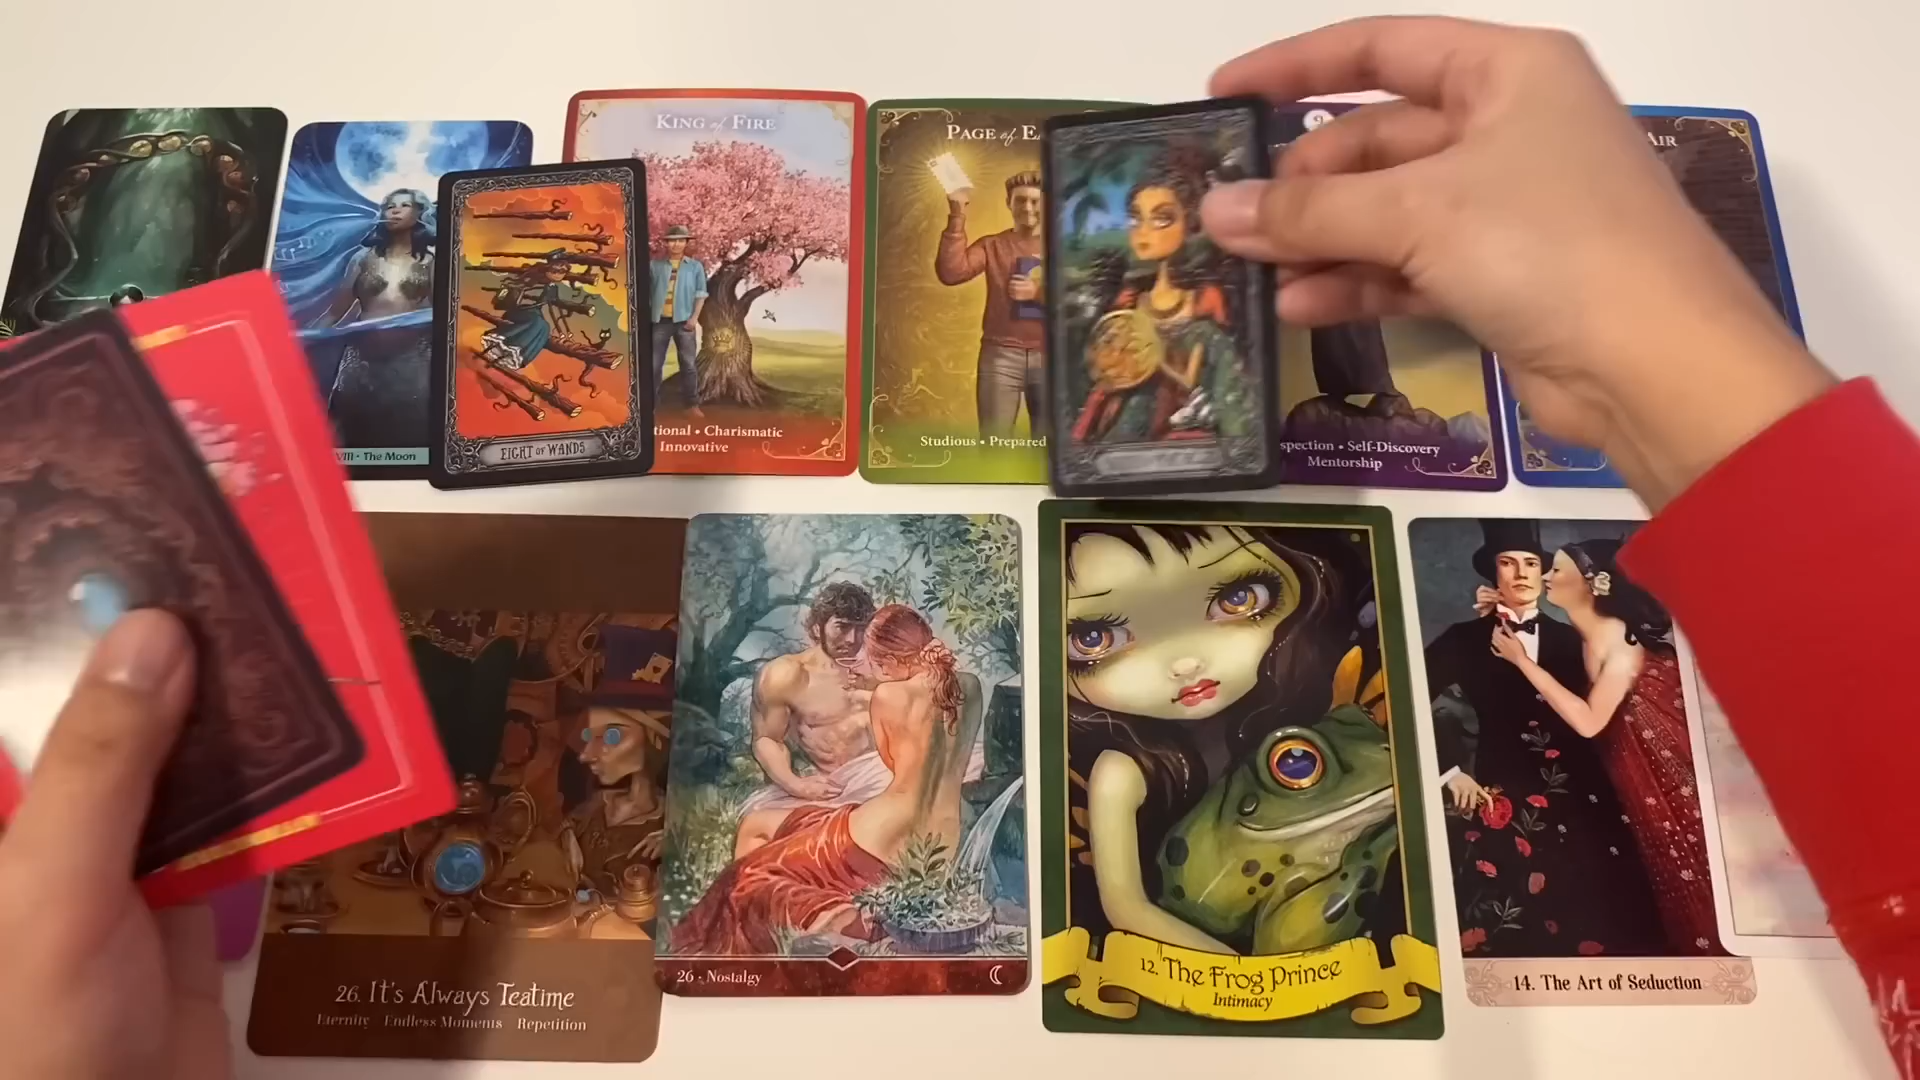 KING of FIRE
PAGE of
9
AIR
VIII • The Moon
EIGHT OF WANDS
tional • Charismatic
Innovative
Studious • Prepared
spection • Self-Discovery
Mentorship
26. It's Always Teatime
Eternity Endless Moments Repetition
26 - Nostalgy
12. The Frog Prince
Intimacy
14. The Art of Seduction